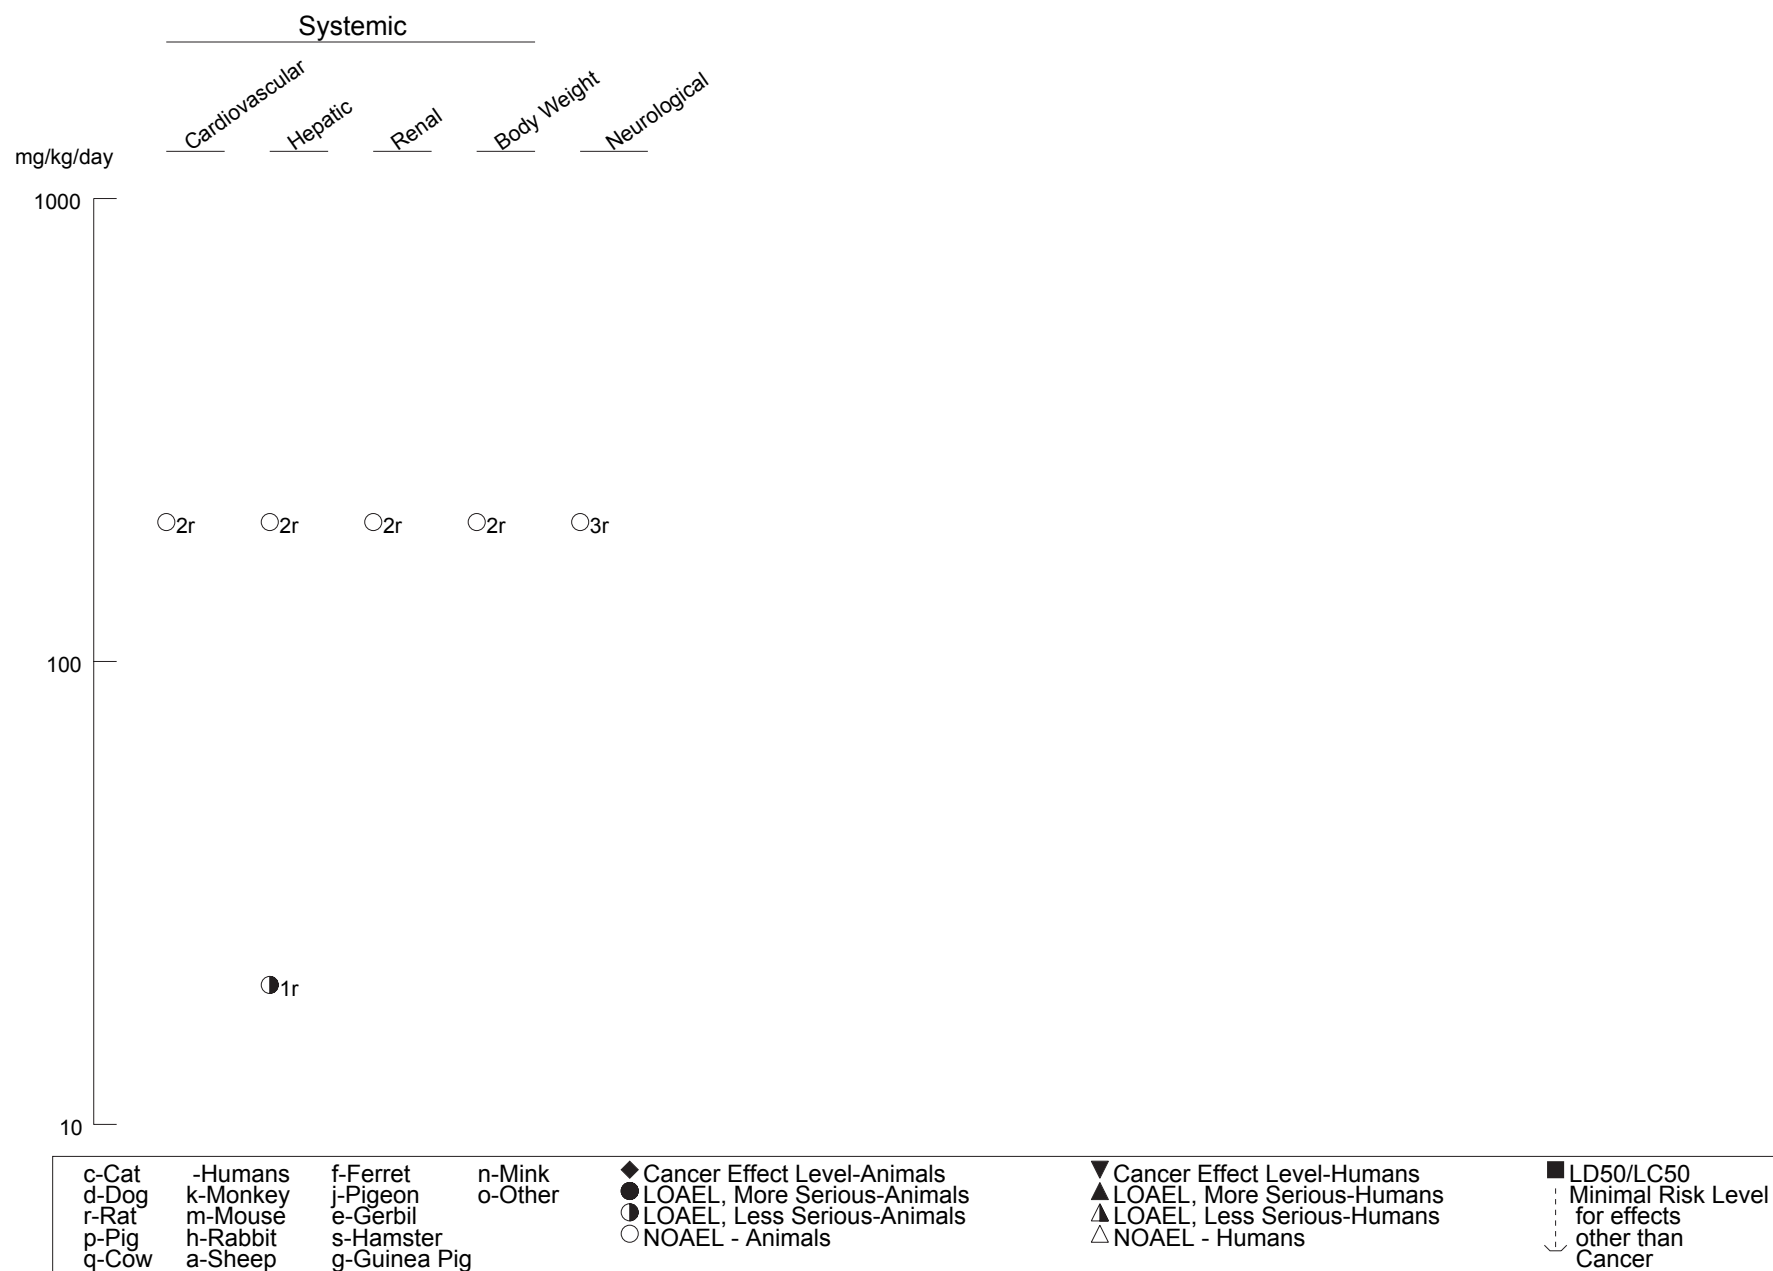 Systemic
Cardiovascular
Hepatic
Renal
Body Weight
Neurological
mg/kg/day
1000
2r
2r
2r
2r
3r
100
1r
10
c-Cat
d-Dog
r-Rat
p-Pig
q-Cow
-Humans
k-Monkey
m-Mouse
h-Rabbit
a-Sheep
f-Ferret
j-Pigeon
e-Gerbil
s-Hamster
g-Guinea Pig
n-Mink
o-Other
Cancer Effect Level-Animals
LOAEL, More Serious-Animals
LOAEL, Less Serious-Animals
NOAEL - Animals
Cancer Effect Level-Humans
LOAEL, More Serious-Humans
LOAEL, Less Serious-Humans
NOAEL - Humans
LD50/LC50
Minimal Risk Level
for effects
other than
Cancer